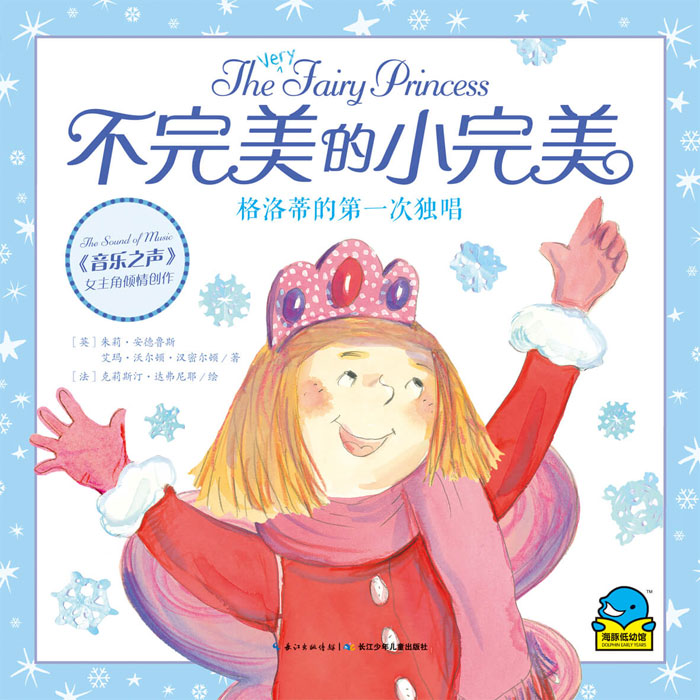 The Very Fairy Princess
不完美的小完美
格洛蒂的第一次独唱
The Sound of Music
《音乐之声》
女主角倾情创作
[英]朱莉·安德鲁斯
艾玛·沃尔顿·汉密尔顿/著
[法]克莉斯汀·达弗尼耶/绘
长江出版传媒 长江少年儿童出版社
TM
海豚低幼馆
DOLPHIN EARLY YEARS